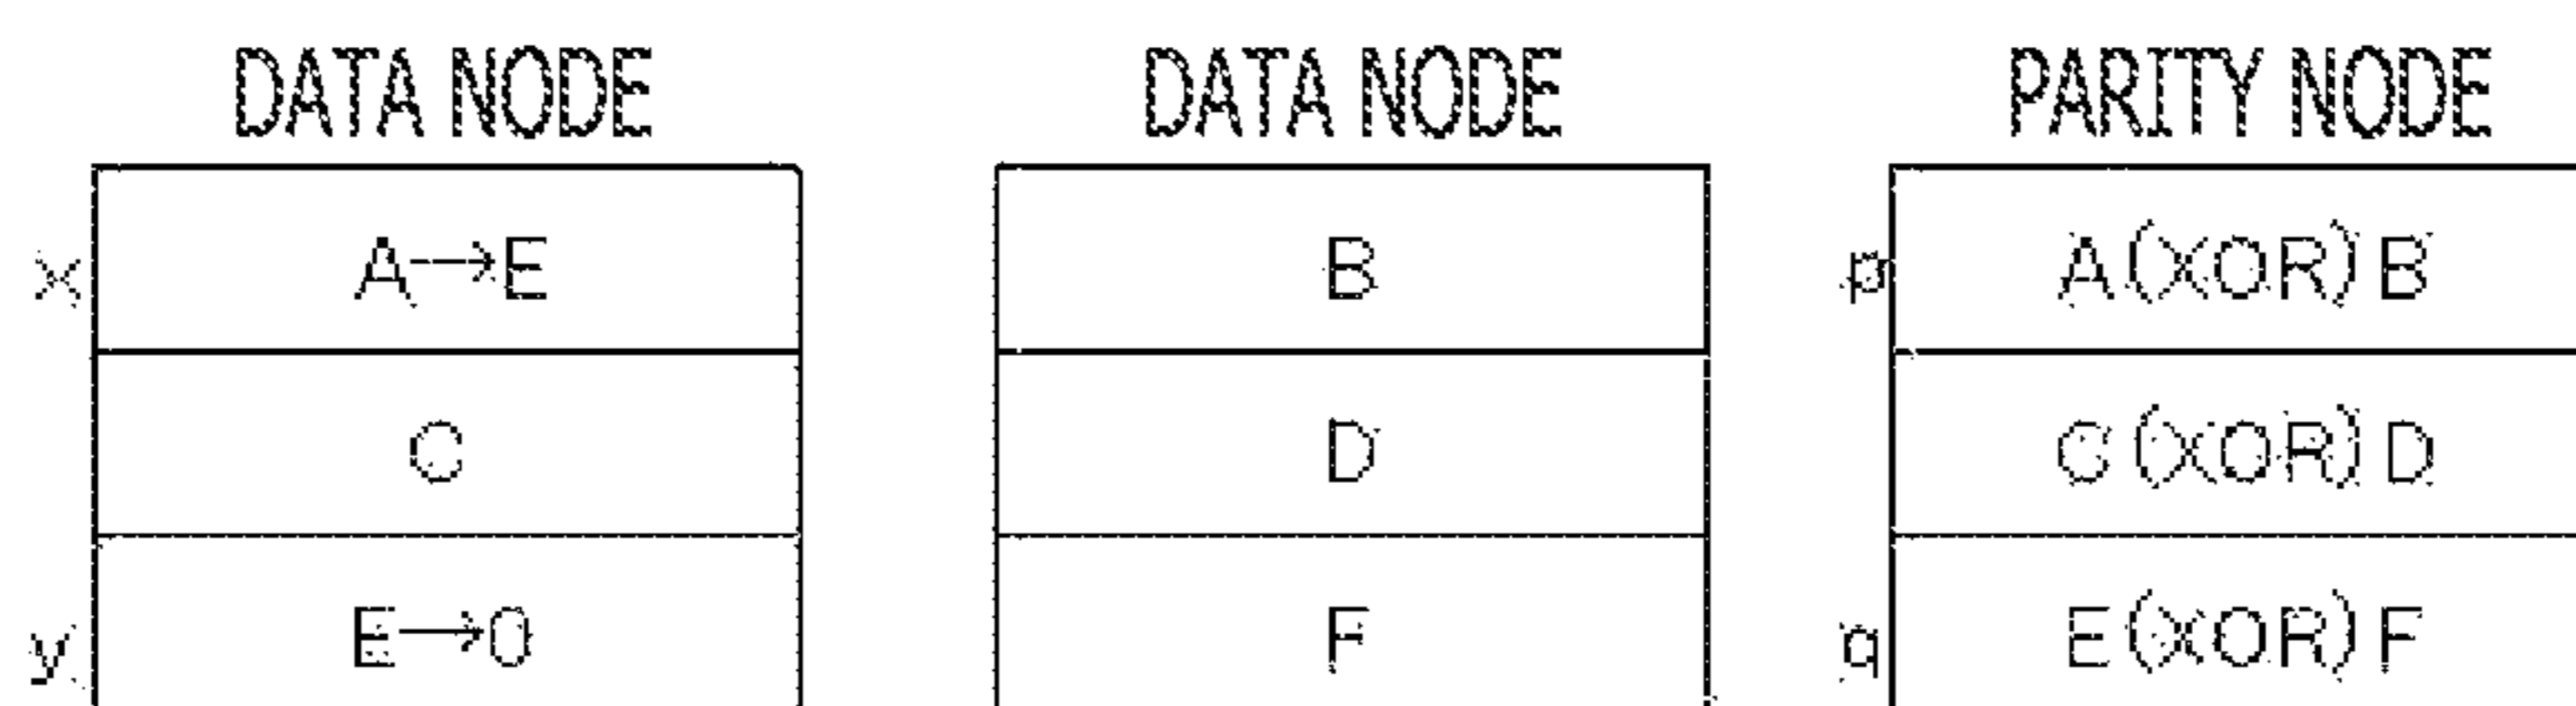 DATA NODE DATA NODE PARITY NODE
x A→E B p A(XOR)B
C D C(XOR)D
y E→0 F q E(XOR)F